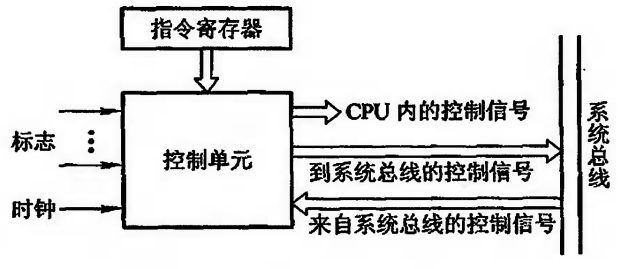 指令寄存器
CPU 内的控制信号
标志
控制单元
到系统总线的控制信号
时钟
来自系统总线的控制信号
系统总线